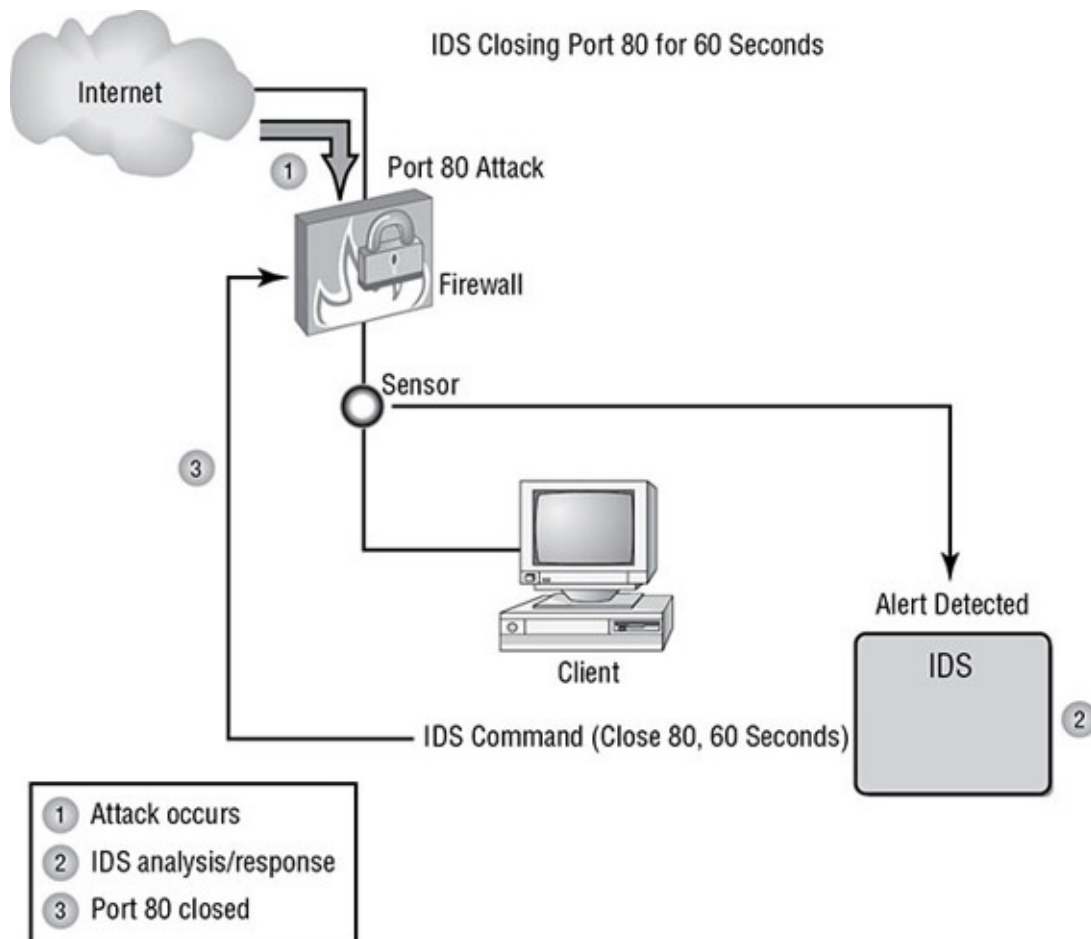 IDS Closing Port 80 for 60 Seconds
Internet
1
Port 80 Attack
Firewall
Sensor
3
Alert Detected
IDS
Client
2
IDS Command (Close 80, 60 Seconds)
1 Attack occurs
2 IDS analysis/response
3 Port 80 closed